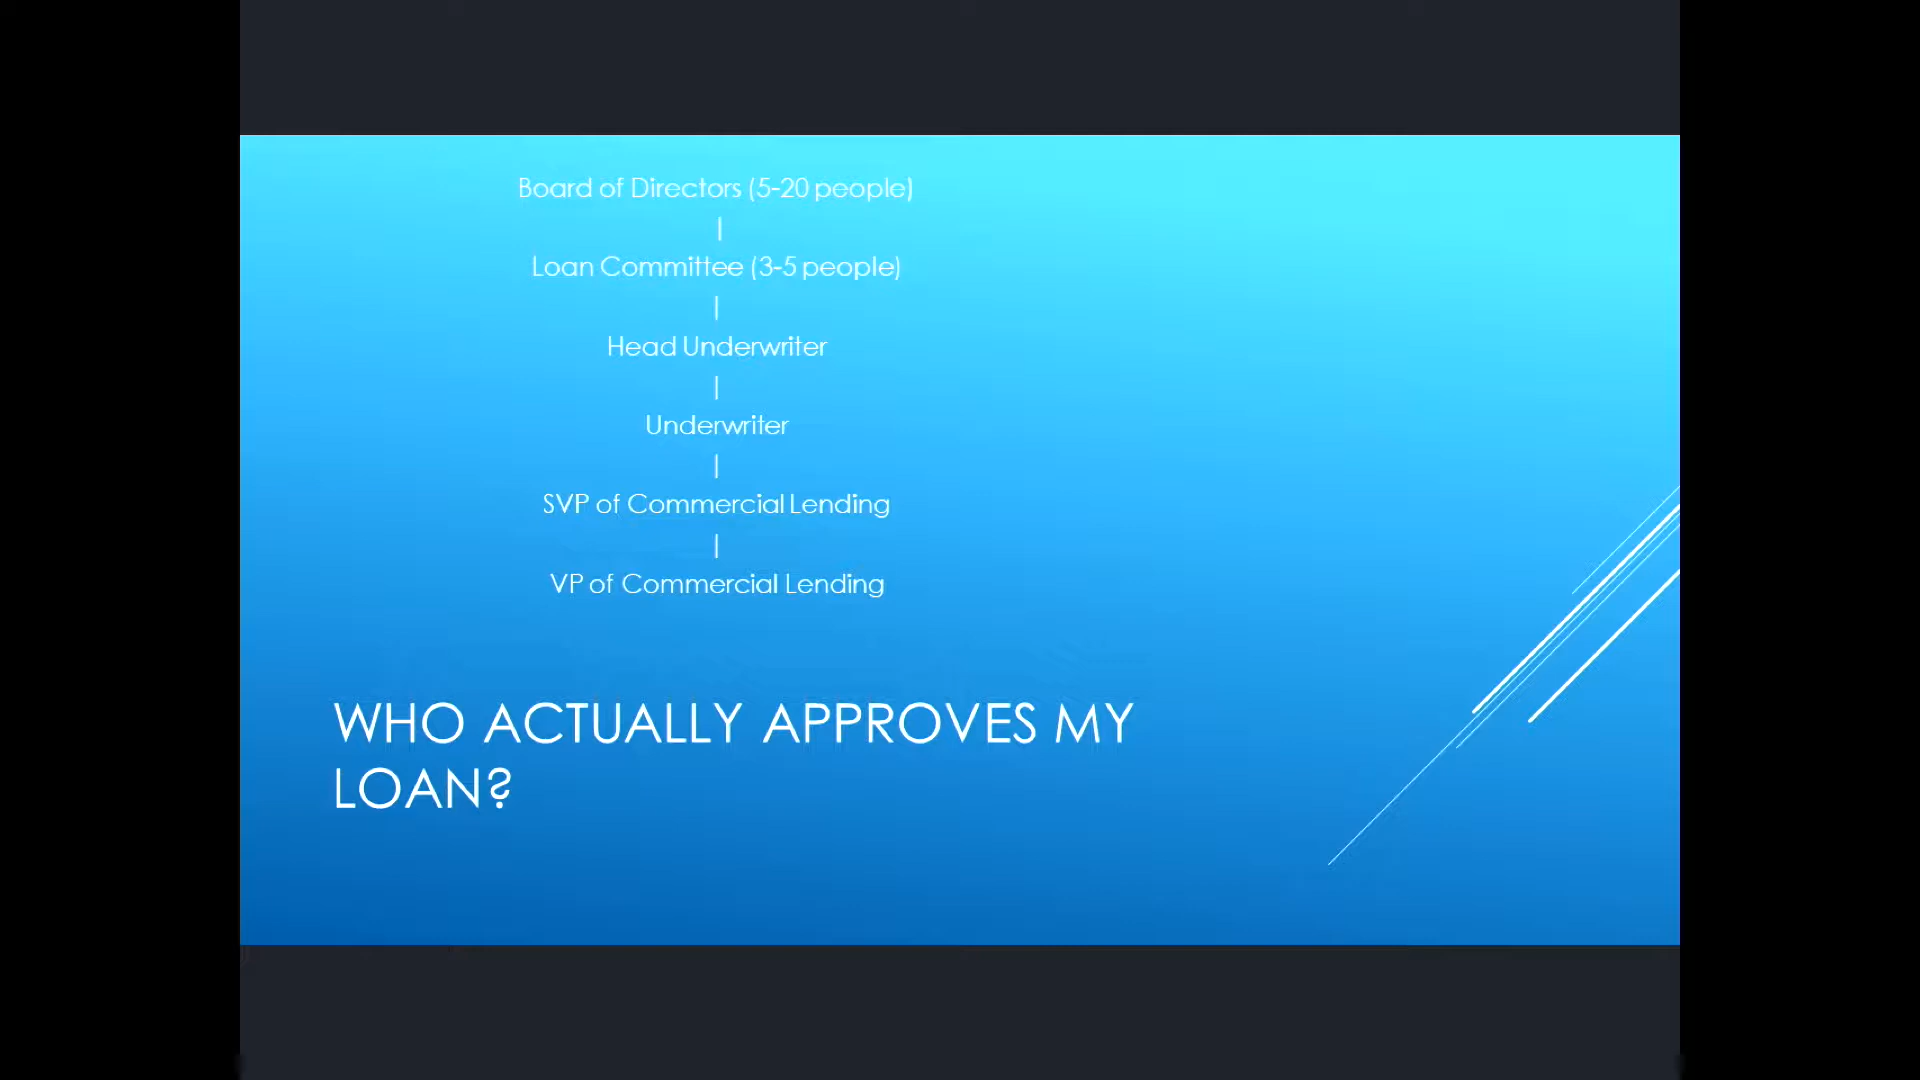 Board of Directors (5-20 people)
|
Loan Committee (3-5 people)
|
Head Underwriter
|
Underwriter
|
SVP of Commercial Lending
|
VP of Commercial Lending
WHO ACTUALLY APPROVES MY
LOAN?